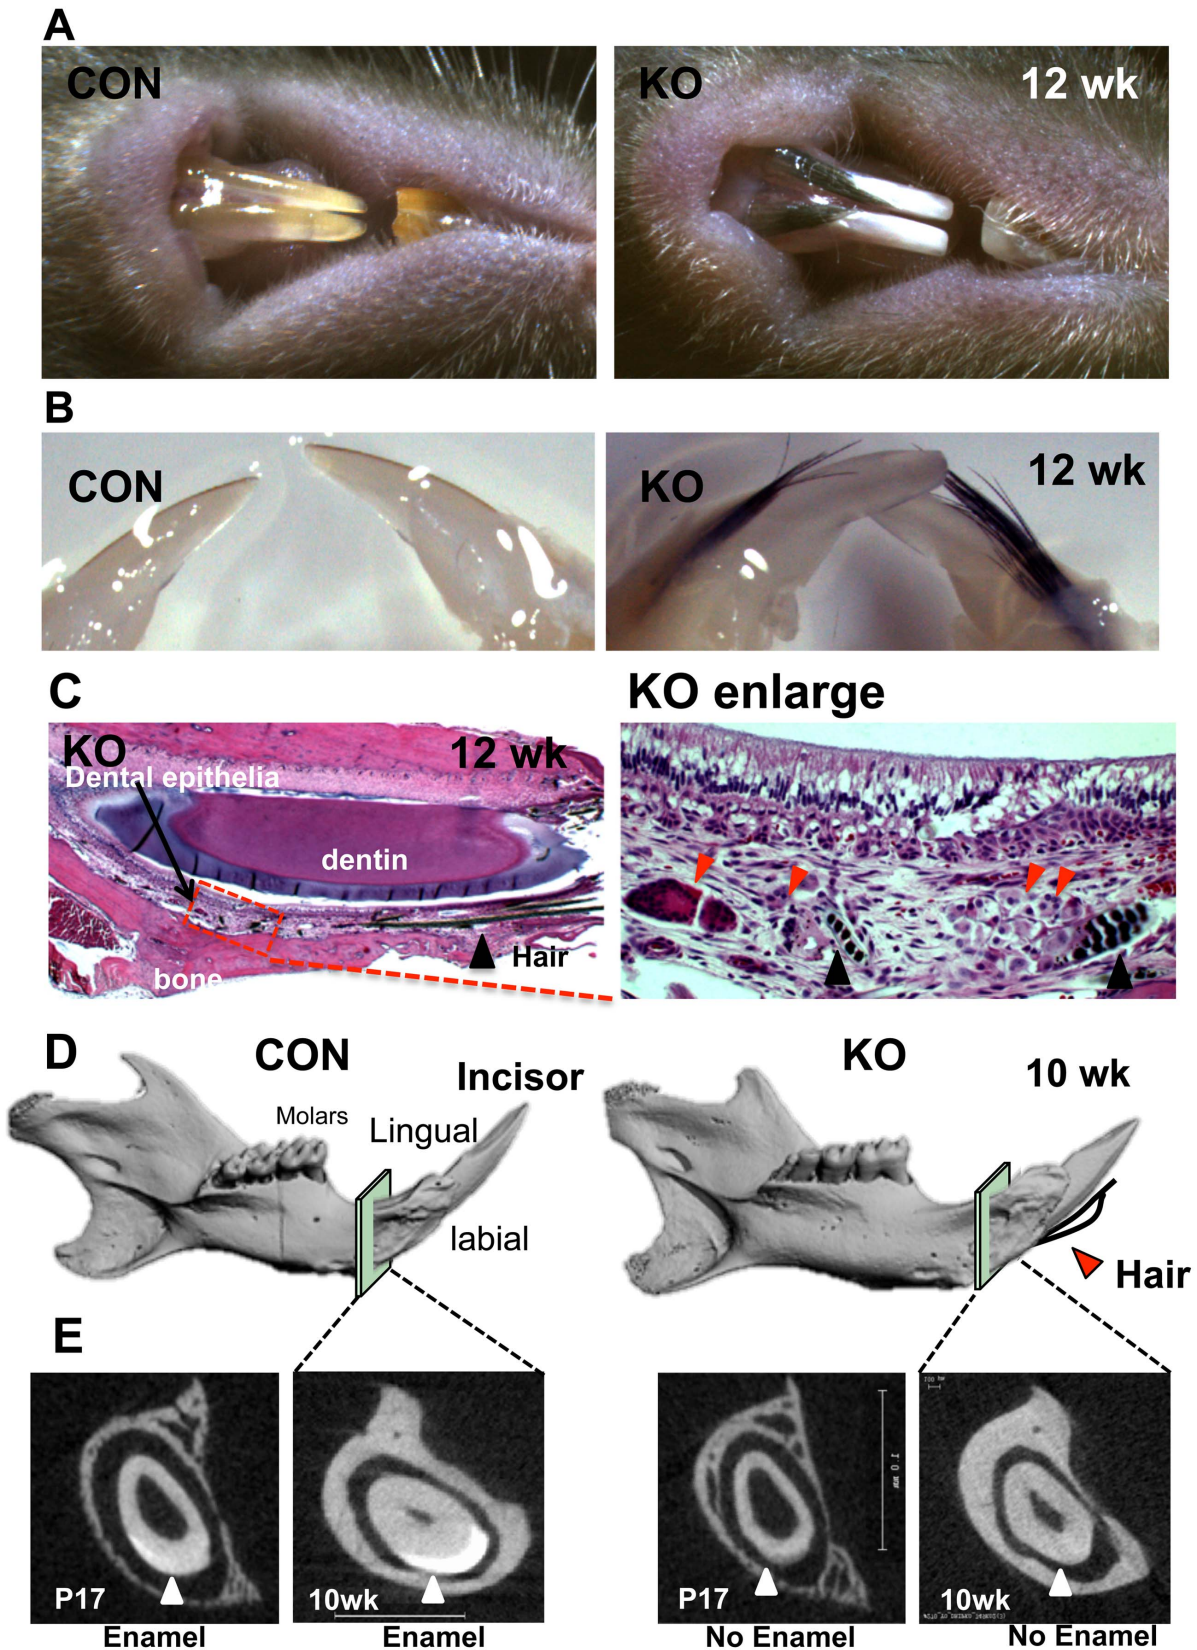 A
CON
KO
12 wk
B
CON
KO
12 wk
C
KO enlarge
KO
12 wk
Dental epithelia
dentin
Hair
bone
D
CON
KO
Incisor
10 wk
Molars
Lingual
labial
Hair
E
P17
10wk
P17
10wk
Enamel
Enamel
No Enamel
No Enamel